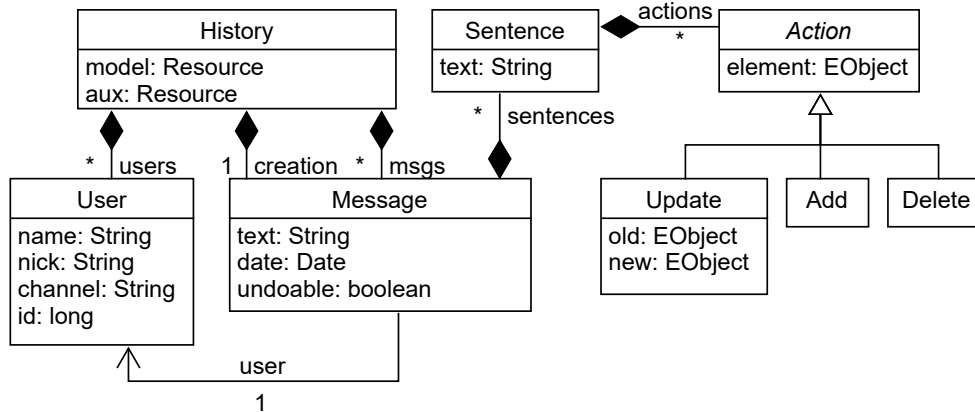 History
model: Resource
aux: Resource
Sentence
text: String
actions
*
Action
element: EObject
* users
1 creation
* msgs
* sentences
User
name: String
nick: String
channel: String
id: long
Message
text: String
date: Date
undoable: boolean
Update
old: EObject
new: EObject
Add
Delete
user
1